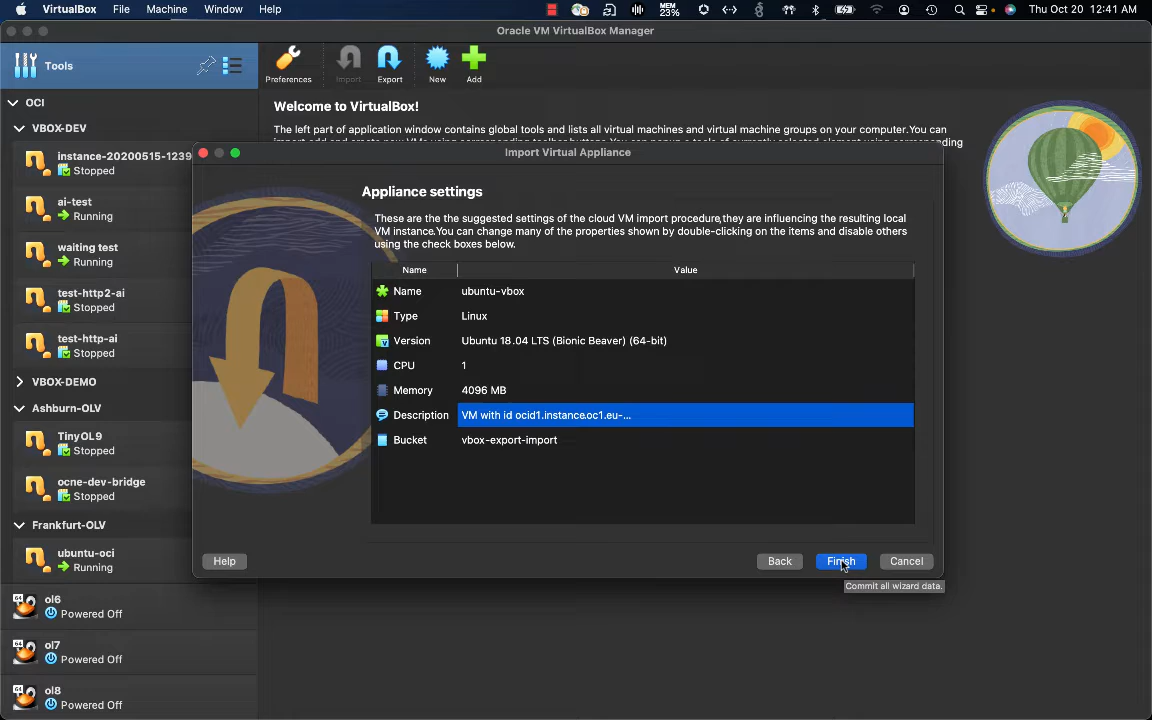 VirtualBox File Machine Window Help MEM 23% Thu Oct 20 12:41 AM
Oracle VM VirtualBox Manager
Tools
Preferences Import Export New Add
OCI
VBOX-DEV
instance-20200515-1239
Stopped
ai-test
Running
waiting test
Running
test-http2-ai
Stopped
test-http-ai
Stopped
VBOX-DEMO
Ashburn-OLV
TinyOL9
Stopped
ocne-dev-bridge
Stopped
Frankfurt-OLV
ubuntu-oci
Running
64
ol6
Powered Off
64
ol7
Powered Off
64
ol8
Powered Off
Welcome to VirtualBox!
The left part of application window contains global tools and lists all virtual machines and virtual machine groups on your computer.You can
Import Virtual Appliance
Appliance settings
These are the the suggested settings of the cloud VM import procedure,they are influencing the resulting local
VM instance.You can change many of the properties shown by double-clicking on the items and disable others
using the check boxes below.
Name Value
Name ubuntu-vbox
Type Linux
Version Ubuntu 18.04 LTS (Bionic Beaver) (64-bit)
CPU 1
Memory 4096 MB
Description VM with id ocid1.instance.oc1.eu-...
Bucket vbox-export-import
Help Back Finish Cancel
Commit all wizard data.